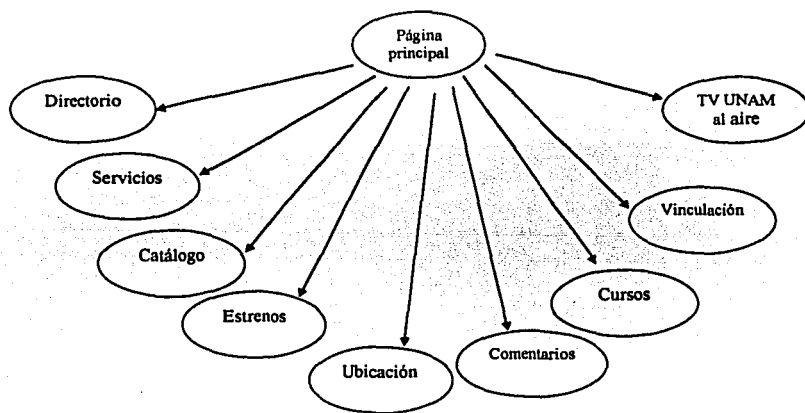 Página
principal
Directorio
TV UNAM
al aire
Servicios
Vinculación
Catálogo
Cursos
Estrenos
Comentarios
Ubicación